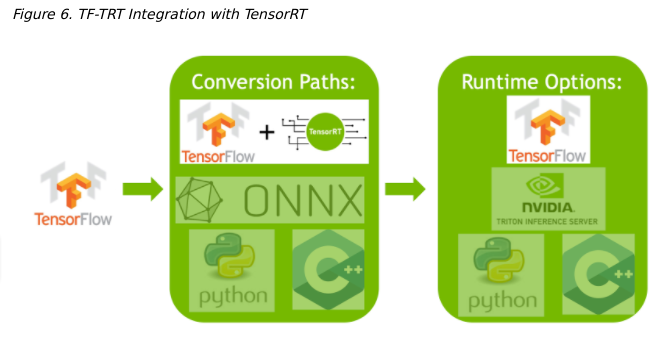 Figure 6. TF-TRT Integration with TensorRT
Conversion Paths:
Runtime Options:
TensorFlow
TensorFlow
+
TensorRT
ONNX
python
C++
TensorFlow
NVIDIA.
TRITON INFERENCE SERVER
python
C++